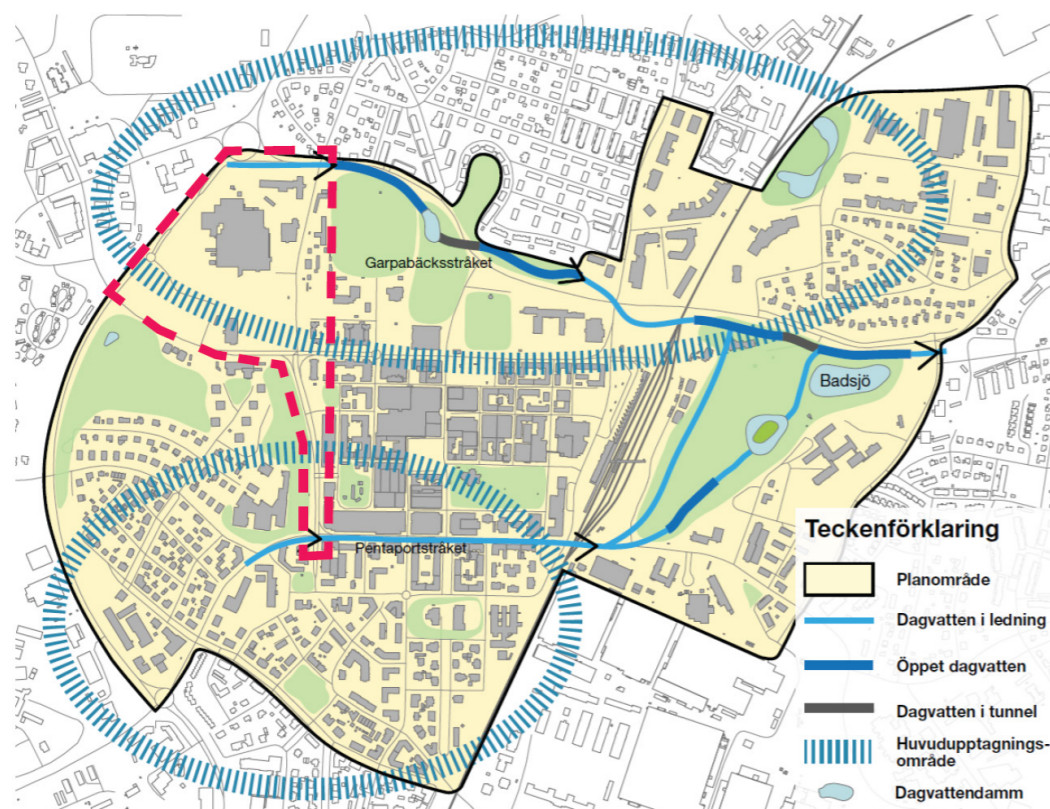 Garpabäcksstråket
Badsjö
Pentaportstråket
Teckenförklaring
Planområde
Dagvatten i ledning
Öppet dagvatten
Dagvatten i tunnel
Huvudupptagnings-
område
Dagvattendamm